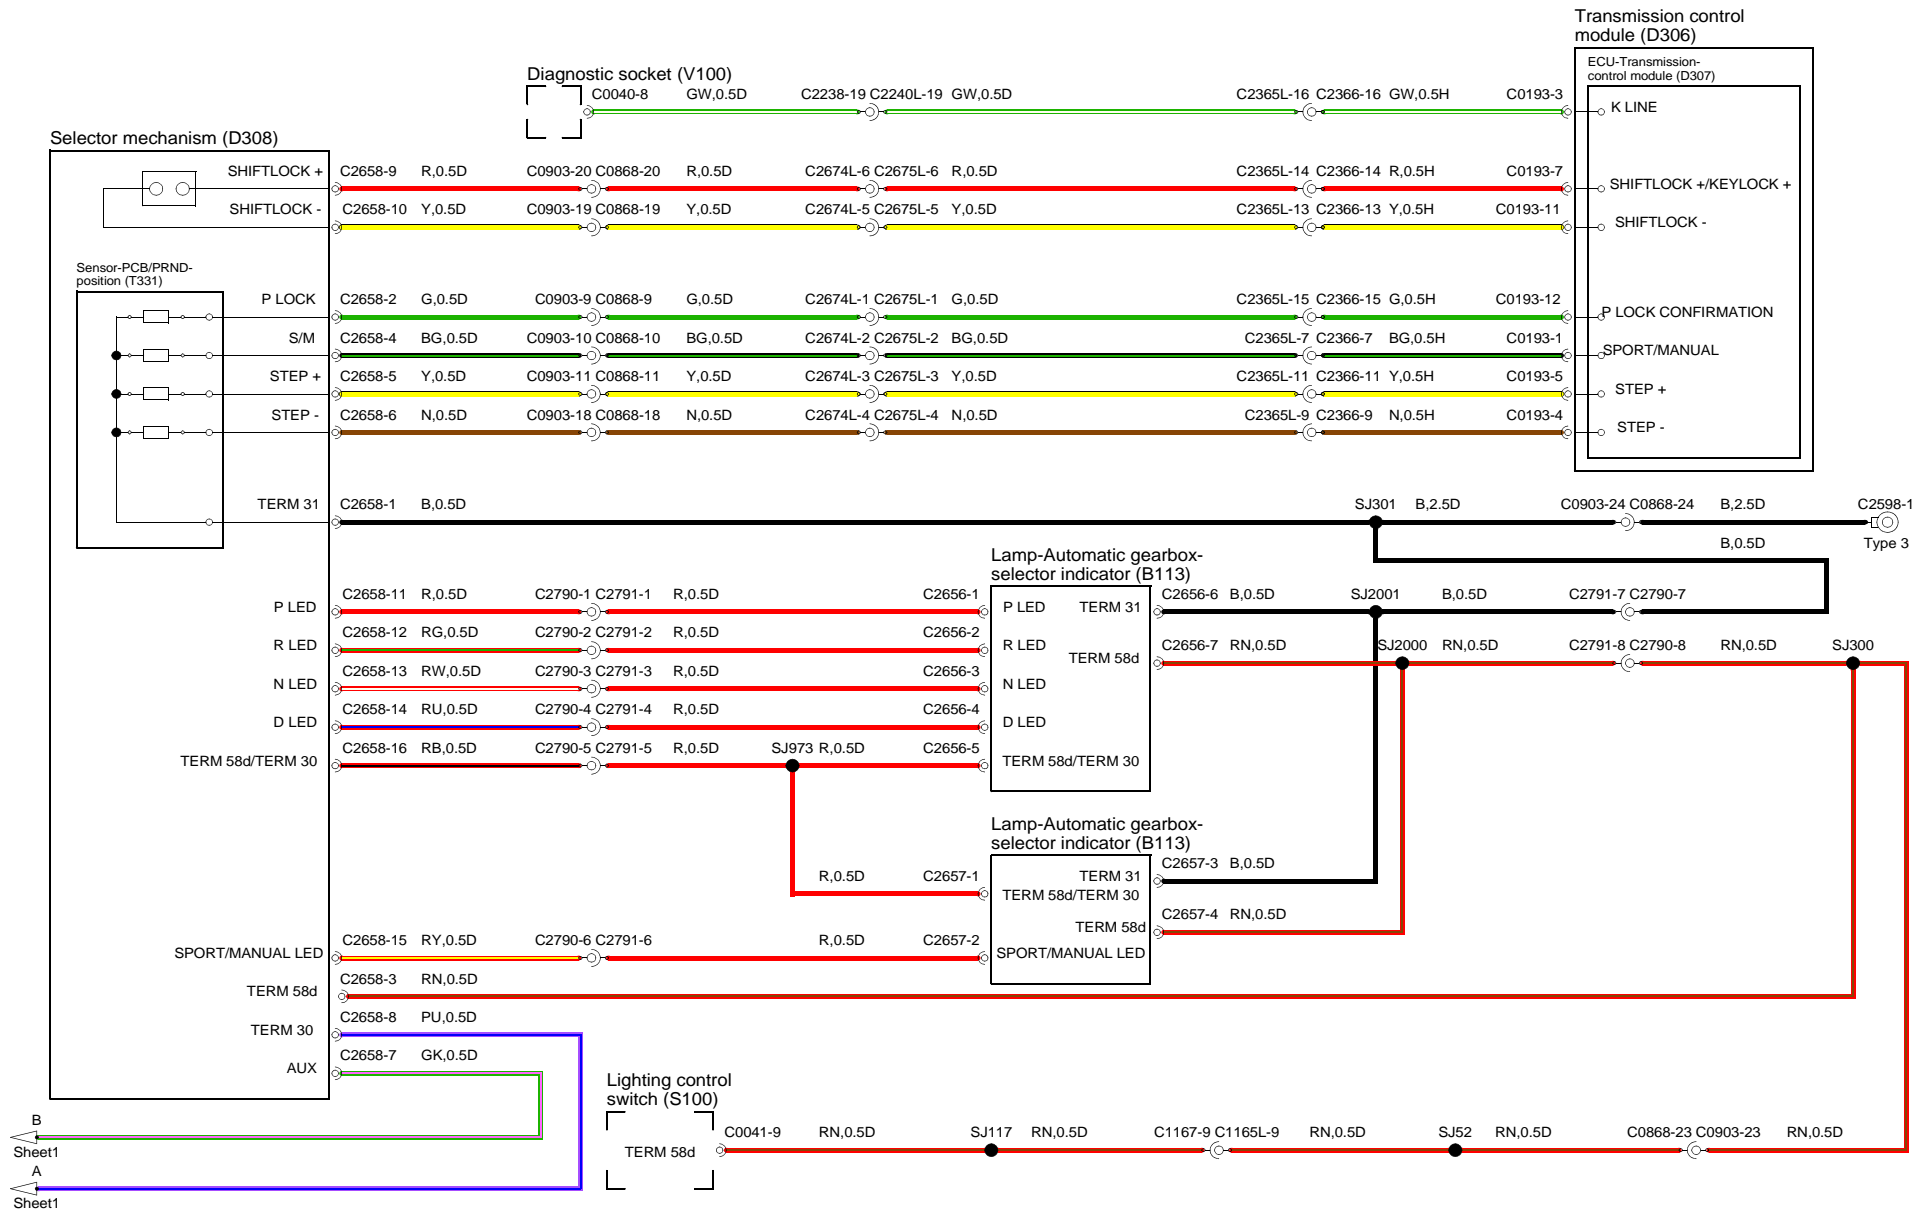 Transmission control
module (D306)
ECU-Transmission-
control module (D307)
Diagnostic socket (V100)
C0040-8 GW,0.5D C2238-19 C2240L-19 GW,0.5D C2365L-16 C2366-16 GW,0.5H C0193-3
K LINE
Selector mechanism (D308)
SHIFTLOCK + C2658-9 R,0.5D C0903-20 C0868-20 R,0.5D C2674L-6 C2675L-6 R,0.5D C2365L-14 C2366-14 R,0.5H C0193-7
SHIFTLOCK +/KEYLOCK +
SHIFTLOCK - C2658-10 Y,0.5D C0903-19 C0868-19 Y,0.5D C2674L-5 C2675L-5 Y,0.5D C2365L-13 C2366-13 Y,0.5H C0193-11
SHIFTLOCK -
Sensor-PCB/PRND-
position (T331)
P LOCK C2658-2 G,0.5D C0903-9 C0868-9 G,0.5D C2674L-1 C2675L-1 G,0.5D C2365L-15 C2366-15 G,0.5H C0193-12
P LOCK CONFIRMATION
S/M C2658-4 BG,0.5D C0903-10 C0868-10 BG,0.5D C2674L-2 C2675L-2 BG,0.5D C2365L-7 C2366-7 BG,0.5H C0193-1
SPORT/MANUAL
STEP + C2658-5 Y,0.5D C0903-11 C0868-11 Y,0.5D C2674L-3 C2675L-3 Y,0.5D C2365L-11 C2366-11 Y,0.5H C0193-5
STEP +
STEP - C2658-6 N,0.5D C0903-18 C0868-18 N,0.5D C2674L-4 C2675L-4 N,0.5D C2365L-9 C2366-9 N,0.5H C0193-4
STEP -
TERM 31 C2658-1 B,0.5D SJ301 B,2.5D C0903-24 C0868-24 B,2.5D C2598-1
B,0.5D Type 3
Lamp-Automatic gearbox-
selector indicator (B113)
P LED C2658-11 R,0.5D C2790-1 C2791-1 R,0.5D C2656-1 P LED TERM 31 C2656-6 B,0.5D SJ2001 B,0.5D C2791-7 C2790-7
R LED C2658-12 RG,0.5D C2790-2 C2791-2 R,0.5D C2656-2 R LED TERM 58d C2656-7 RN,0.5D SJ2000 RN,0.5D C2791-8 C2790-8 RN,0.5D SJ300
N LED C2658-13 RW,0.5D C2790-3 C2791-3 R,0.5D C2656-3 N LED
D LED C2658-14 RU,0.5D C2790-4 C2791-4 R,0.5D C2656-4 D LED
TERM 58d/TERM 30 C2658-16 RB,0.5D C2790-5 C2791-5 R,0.5D SJ973 R,0.5D C2656-5 TERM 58d/TERM 30
Lamp-Automatic gearbox-
selector indicator (B113)
TERM 31 C2657-3 B,0.5D
R,0.5D C2657-1 TERM 58d/TERM 30
TERM 58d C2657-4 RN,0.5D
SPORT/MANUAL LED C2658-15 RY,0.5D C2790-6 C2791-6 R,0.5D C2657-2 SPORT/MANUAL LED
TERM 58d C2658-3 RN,0.5D
TERM 30 C2658-8 PU,0.5D
AUX C2658-7 GK,0.5D
Lighting control
switch (S100)
TERM 58d C0041-9 RN,0.5D SJ117 RN,0.5D C1167-9 C1165L-9 RN,0.5D SJ52 RN,0.5D C0868-23 C0903-23 RN,0.5D
B
Sheet1
A
Sheet1